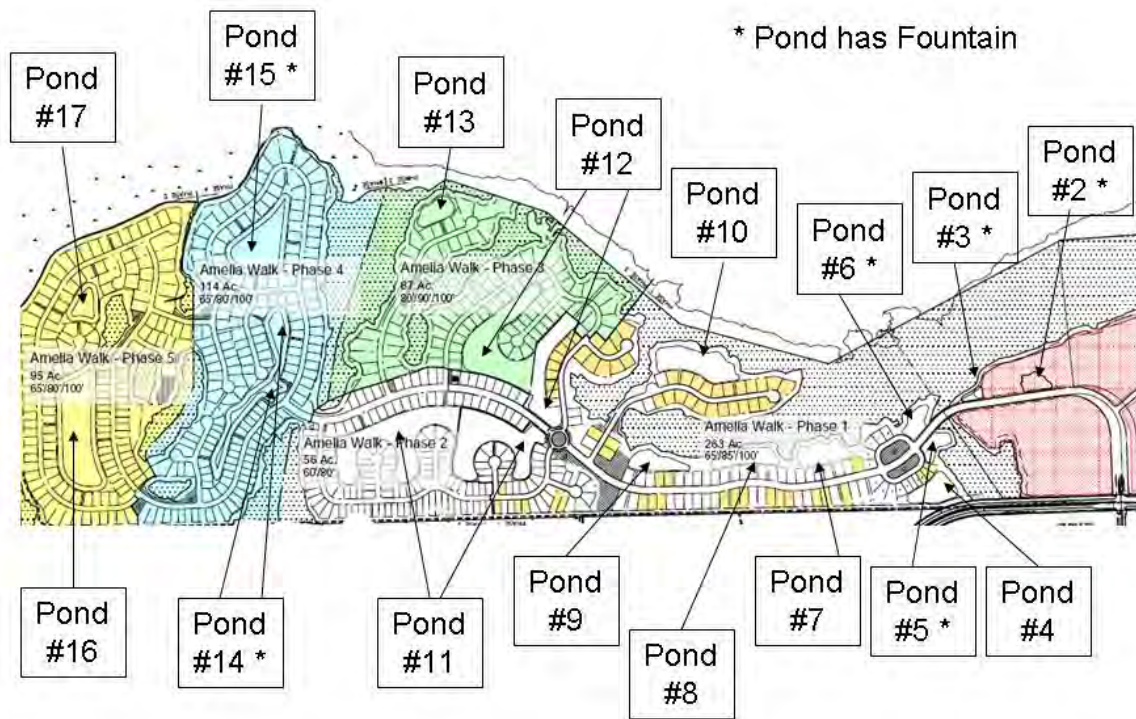 * Pond has Fountain
Pond
#15 *
Pond
#17
Pond
#13
Pond
#12
Pond
#10
Pond
#6 *
Pond
#3 *
Pond
#2 *
Amelia Walk - Phase 4
114 Ac.
65'/80'/100'
Amelia Walk - Phase 3
87 Ac.
80'/90'/100'
Amelia Walk - Phase 5
95 Ac.
65'/80'/100'
Amelia Walk - Phase 2
56 Ac.
60'/80'
Amelia Walk - Phase 1
263 Ac.
65'/85'/100'
Pond
#16
Pond
#14 *
Pond
#11
Pond
#9
Pond
#8
Pond
#7
Pond
#5 *
Pond
#4